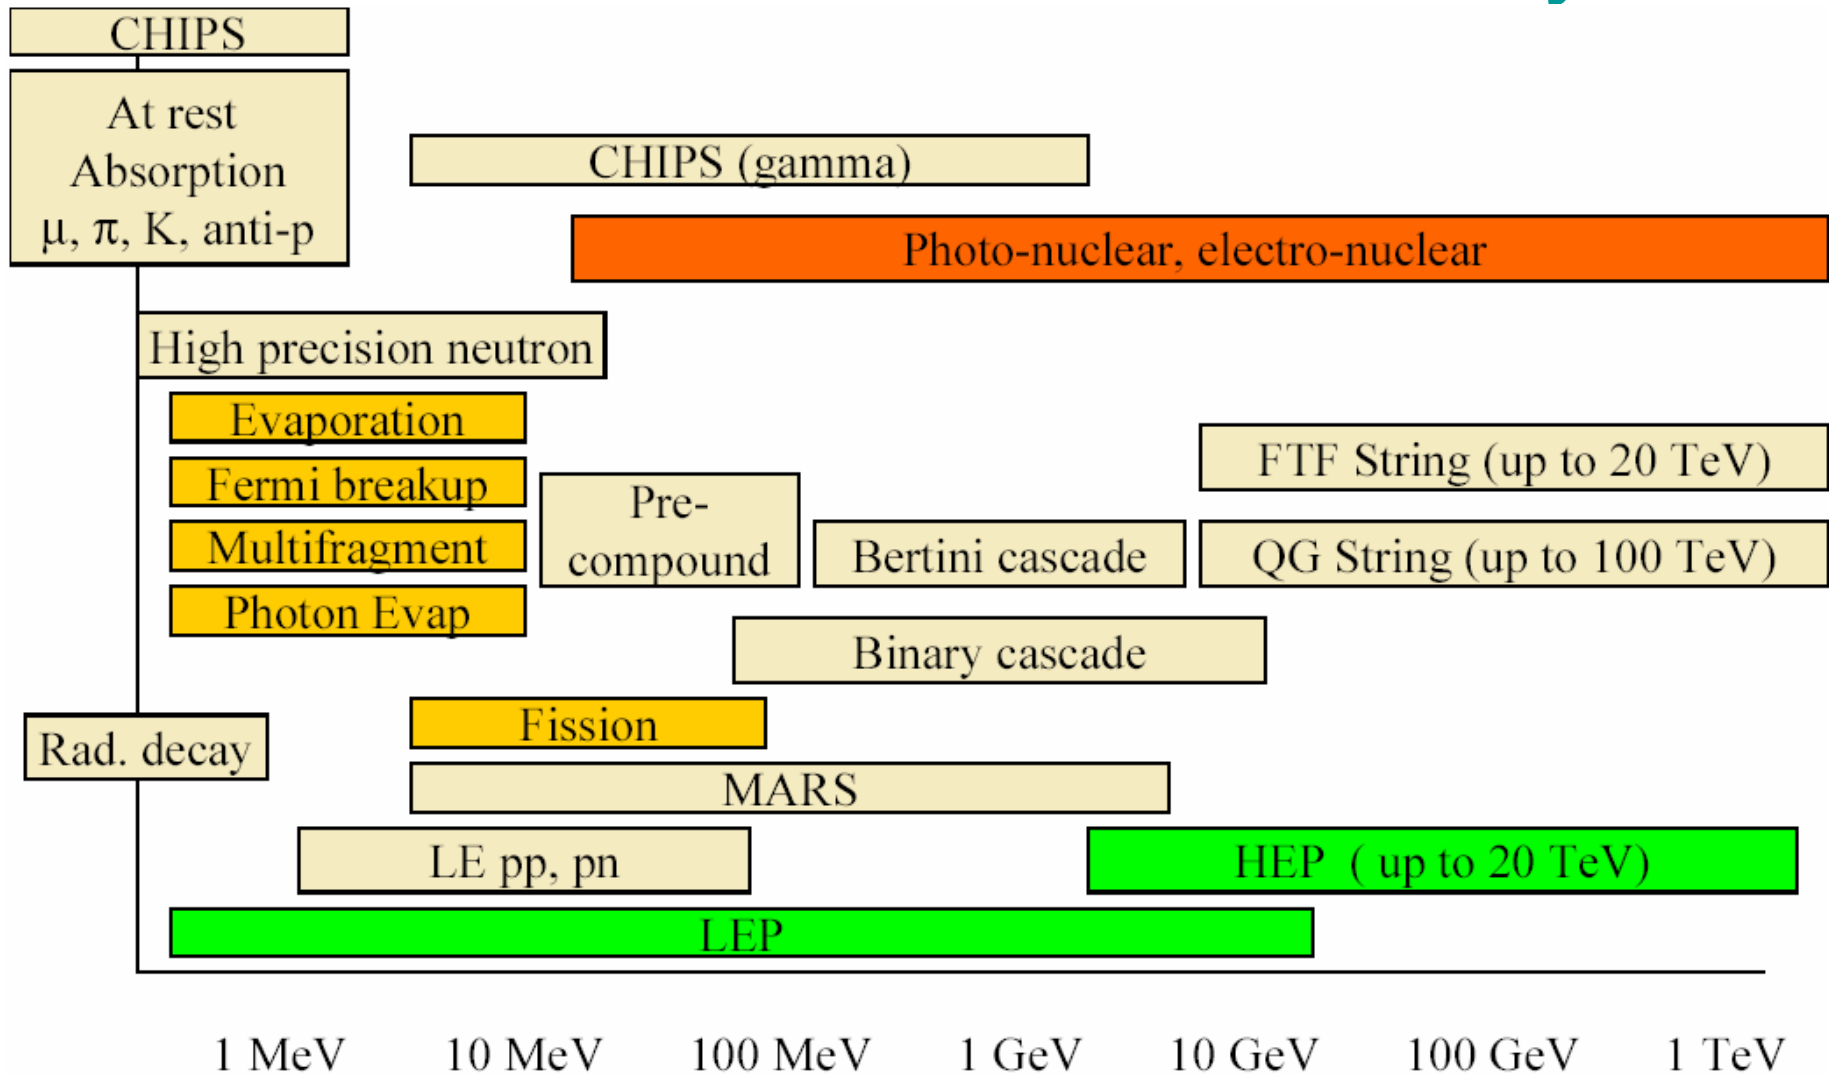 CHIPS
At rest
Absorption
μ, π, K, anti-p
CHIPS (gamma)
Photo-nuclear, electro-nuclear
High precision neutron
Evaporation
Fermi breakup
Multifragment
Photon Evap
Pre-
compound
Bertini cascade
FTF String (up to 20 TeV)
QG String (up to 100 TeV)
Binary cascade
Fission
Rad. decay
MARS
LE pp, pn
HEP ( up to 20 TeV)
LEP
1 MeV 10 MeV 100 MeV 1 GeV 10 GeV 100 GeV 1 TeV